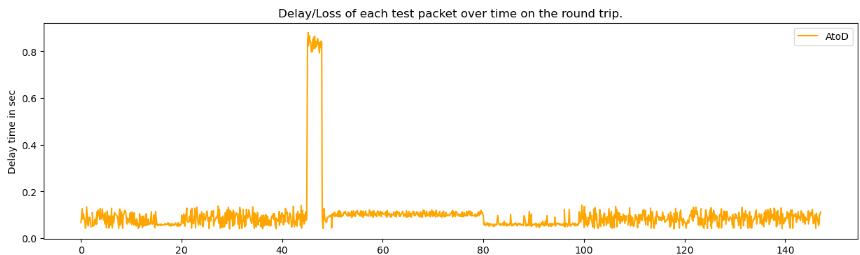 Delay/Loss of each test packet over time on the round trip.
AtoD
Delay time in sec
0.8
0.6
0.4
0.2
0.0
0 20 40 60 80 100 120 140